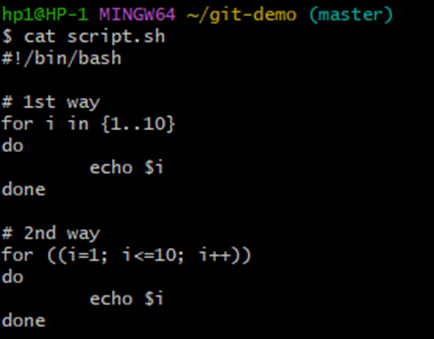 hp1@HP-1 MINGW64 ~/git-demo (master)
$ cat script.sh
#!/bin/bash

# 1st way
for i in {1..10}
do
        echo $i
done

# 2nd way
for ((i=1; i<=10; i++))
do
        echo $i
done